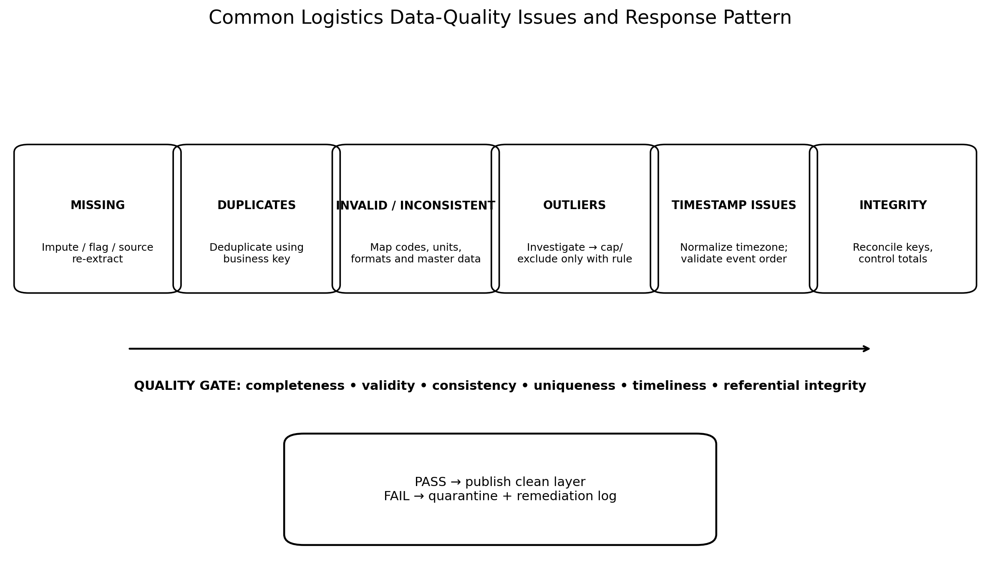 Common Logistics Data-Quality Issues and Response Pattern
MISSING
Impute / flag / source
re-extract
DUPLICATES
Deduplicate using
business key
INVALID / INCONSISTENT
Map codes, units,
formats and master data
OUTLIERS
Investigate → cap/
exclude only with rule
TIMESTAMP ISSUES
Normalize timezone;
validate event order
INTEGRITY
Reconcile keys,
control totals
QUALITY GATE: completeness • validity • consistency • uniqueness • timeliness • referential integrity
PASS → publish clean layer
FAIL → quarantine + remediation log